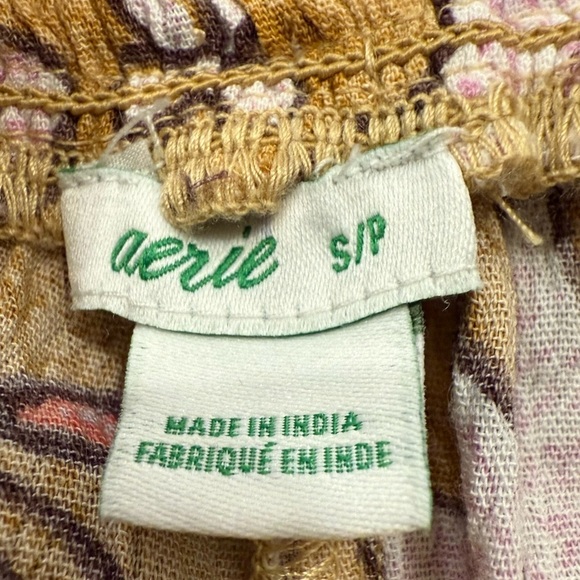 aerie S/P
MADE IN INDIA
FABRIQUÉ EN INDE